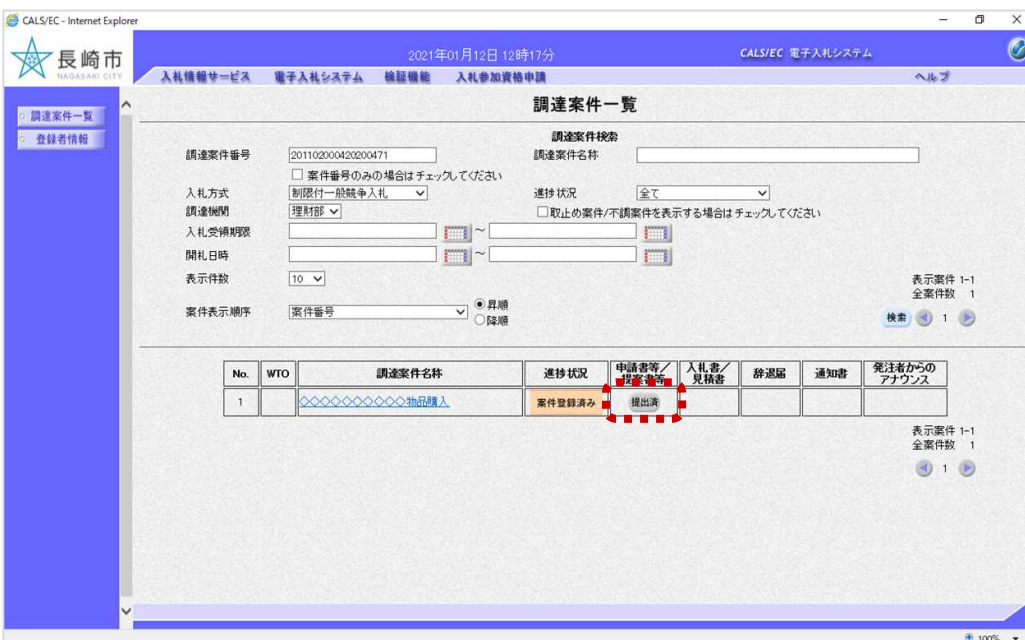 CALS/EC - Internet Explorer
長崎市
NAGASAKI CITY
2021年01月12日 12時17分
CALS/EC 電子入札システム
入札情報サービス 電子入札システム 検証機能 入札参加資格申請 ヘルプ
調達案件一覧
登録者情報
調達案件一覧
調達案件検索
調達案件番号 201102000420200471 調達案件名称
案件番号のみの場合はチェックしてください
入札方式 制限付一般競争入札 進捗状況 全て
調達機関 理財部 取止め案件/不調案件を表示する場合はチェックしてください
入札受領期限 ~
開札日時 ~
表示件数 10
表示案件 1-1
全案件数 1
案件表示順序 案件番号 昇順
降順
検索 1
No. WTO 調達案件名称 進捗状況 申請書等/提案書等 入札書/見積書 辞退届 通知書 発注者からのアナウンス
1 ◇◇◇◇◇◇◇◇◇◇物品購入 案件登録済み 提出済
表示案件 1-1
全案件数 1
1
100%